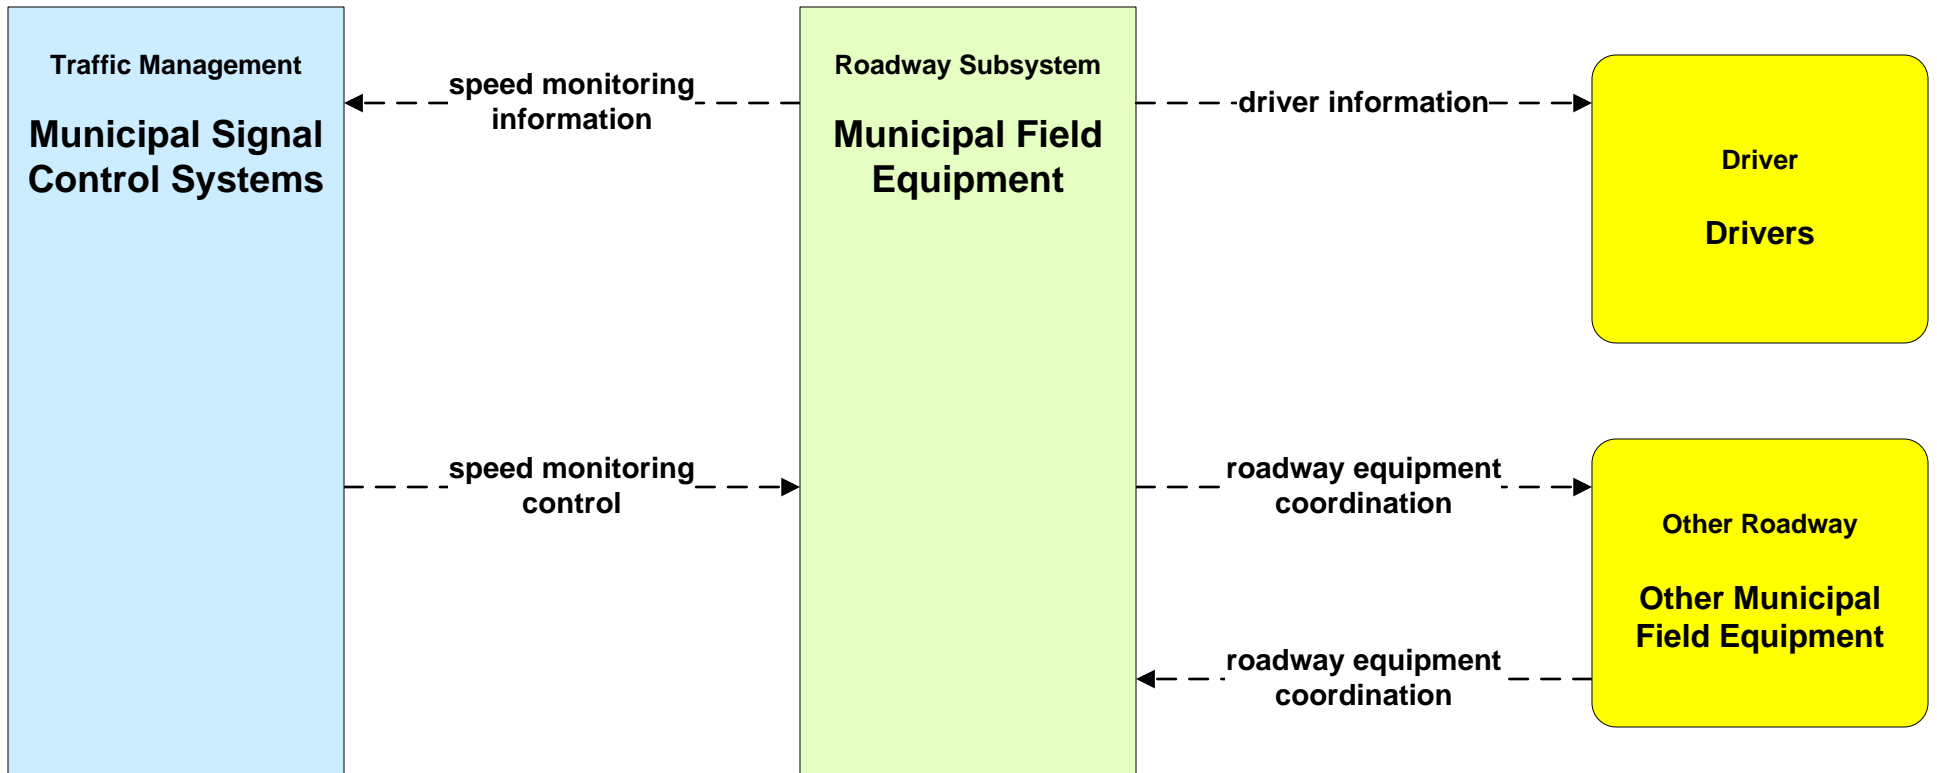 Traffic Management
Municipal Signal
Control Systems
speed monitoring
information
speed monitoring
control
Roadway Subsystem
Municipal Field
Equipment
driver information
roadway equipment
coordination
roadway equipment
coordination
Driver
Drivers
Other Roadway
Other Municipal
Field Equipment